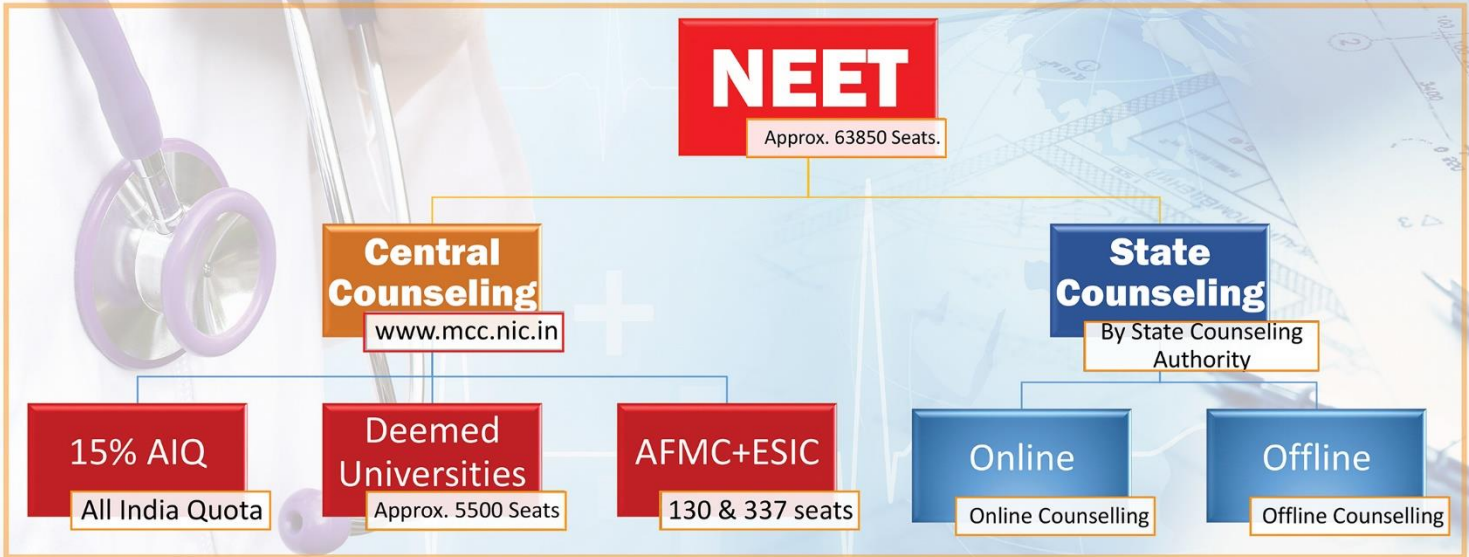 NEET
Approx. 63850 Seats.
Central
Counseling
www.mcc.nic.in
State
Counseling
By State Counseling
Authority
15% AIQ
All India Quota
Deemed
Universities
Approx. 5500 Seats
AFMC+ESIC
130 & 337 seats
Online
Online Counselling
Offline
Offline Counselling